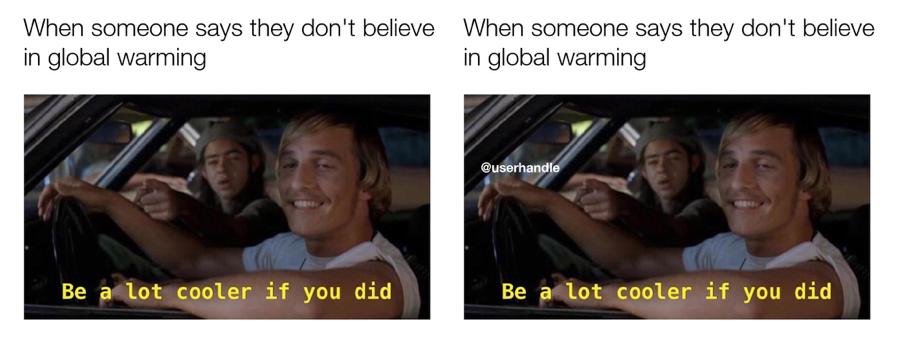 When someone says they don't believe
in global warming
Be a lot cooler if you did
When someone says they don't believe
in global warming
@userhandle
Be a lot cooler if you did